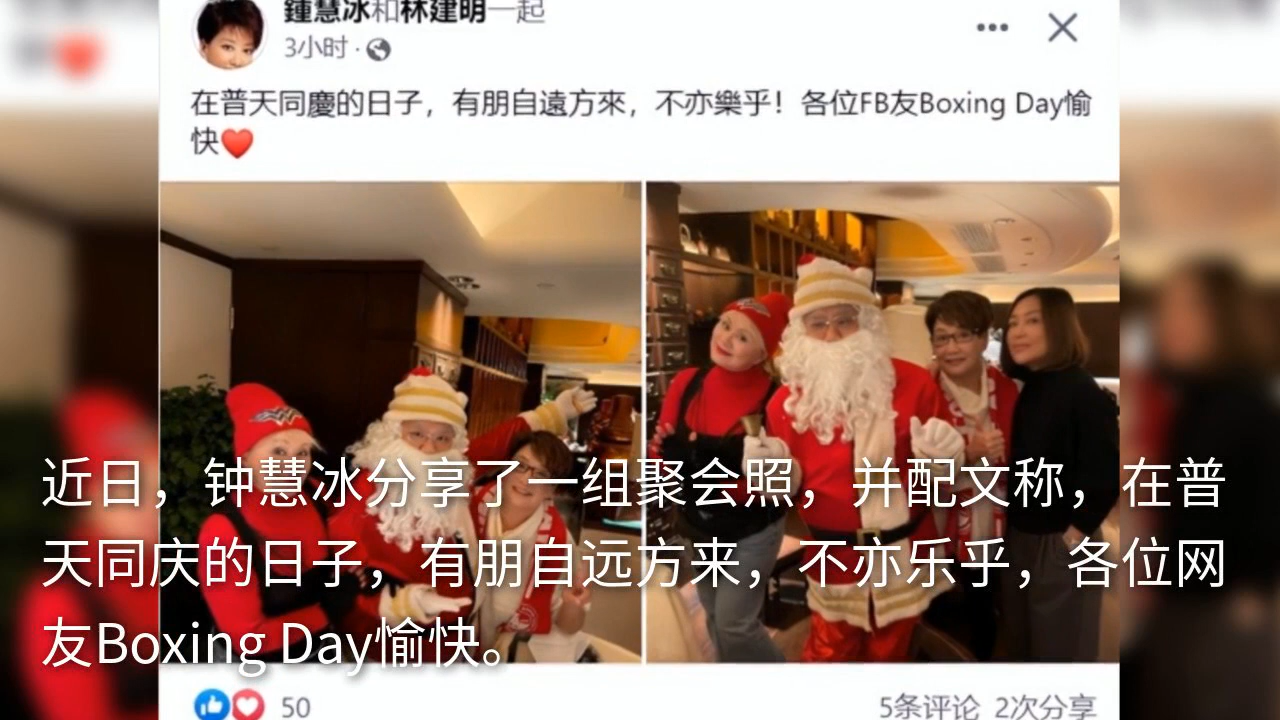 鍾慧冰和林建明一起
3小时
在普天同慶的日子，有朋自遠方來，不亦樂乎！各位FB友Boxing Day愉
快❤️
近日，钟慧冰分享了一组聚会照，并配文称，在普
天同庆的日子，有朋自远方来，不亦乐乎，各位网
友Boxing Day愉快。
50
5条评论 2次分享